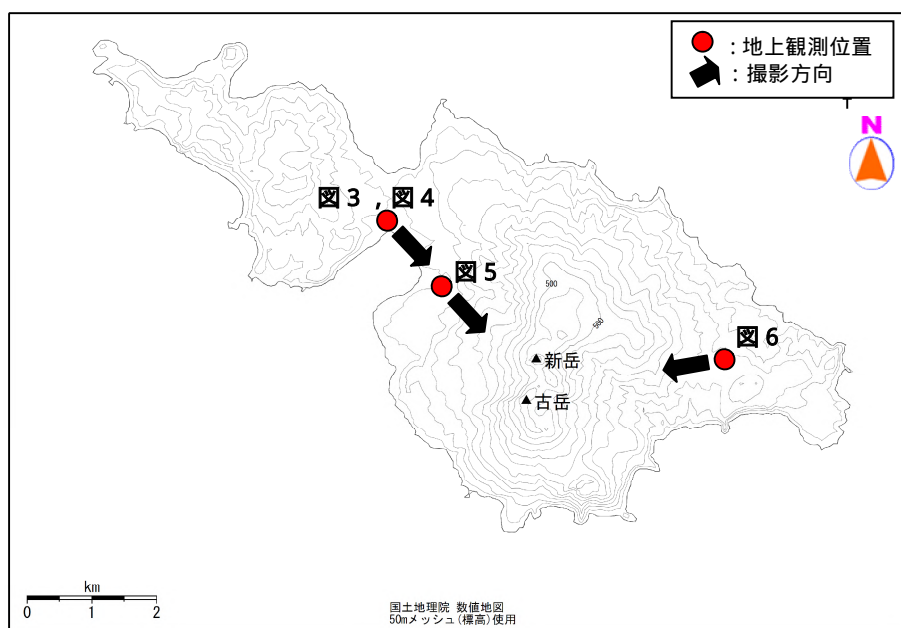 ：地上観測位置
：撮影方向
N
図３，図４
図５
500
500
図６
▲新岳
▲古岳
km
0 1 2
国土地理院 数値地図
50mメッシュ(標高)使用